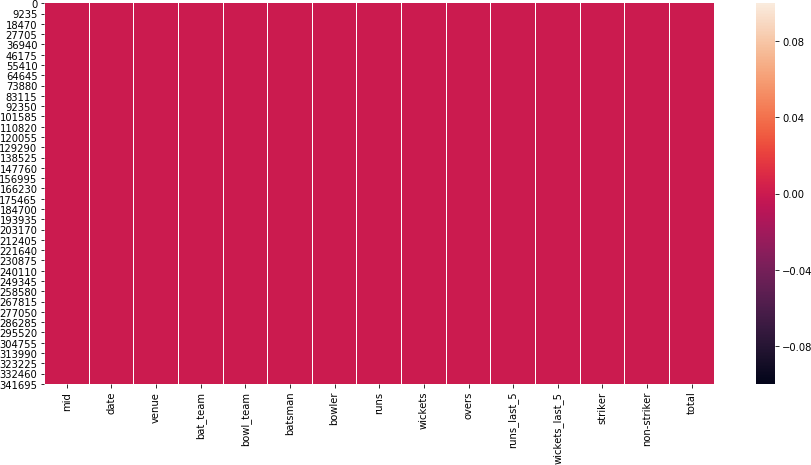 0
9235
18470
27705
36940
46175
55410
64645
73880
83115
92350
101585
110820
120055
129290
138525
147760
156995
166230
175465
184700
193935
203170
212405
221640
230875
240110
249345
258580
267815
277050
286285
295520
304755
313990
323225
332460
341695
mid
date
venue
bat_team
bowl_team
batsman
bowler
runs
wickets
overs
runs_last_5
wickets_last_5
striker
non-striker
total
0.08
0.04
0.00
−0.04
−0.08